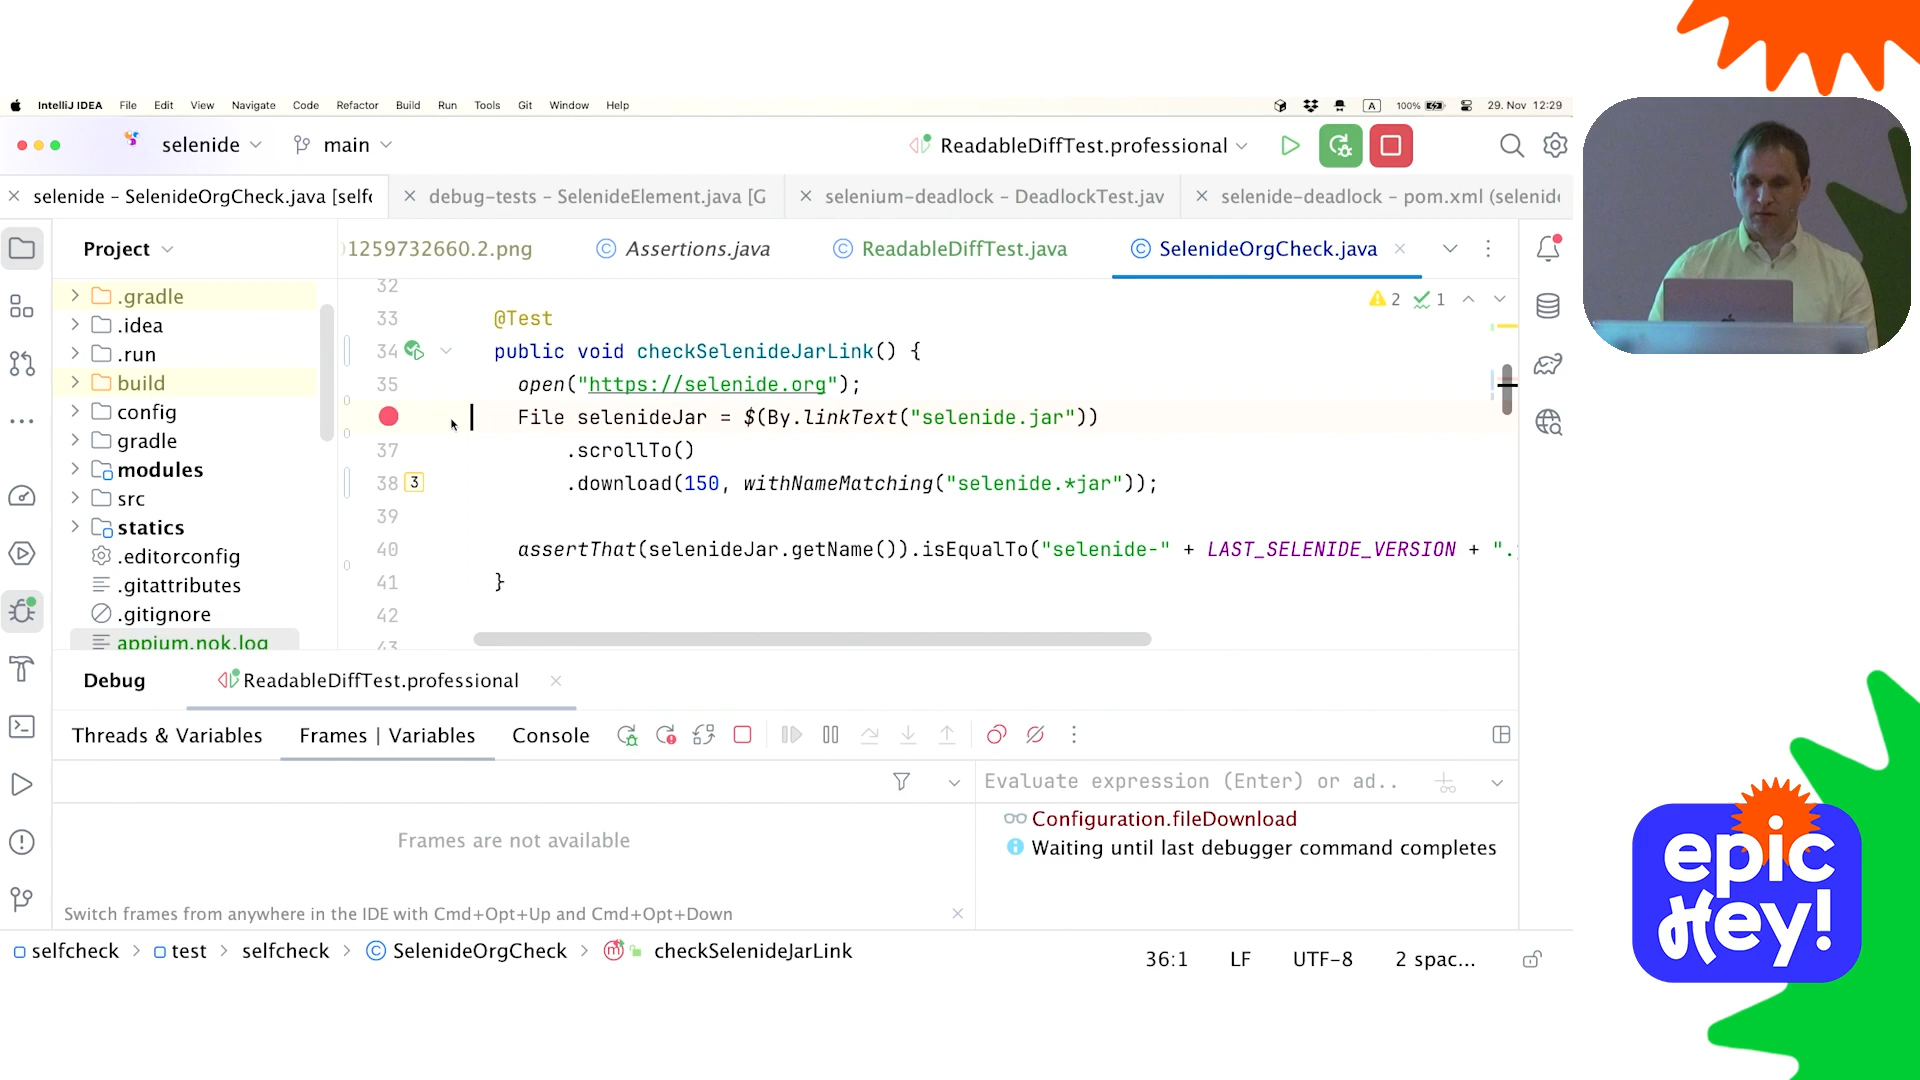 IntelliJ IDEA File Edit View Navigate Code Refactor Build Run Tools Git Window Help A 100% 29. Nov 12:29
selenide main ReadableDiffTest.professional
selenide – SelenideOrgCheck.java [selfc debug-tests – SelenideElement.java [G selenium-deadlock – DeadlockTest.jav selenide-deadlock – pom.xml (selenide
Project 1259732660.2.png Assertions.java ReadableDiffTest.java SelenideOrgCheck.java
.gradle
.idea
.run
build
config
gradle
modules
src
statics
.editorconfig
.gitattributes
.gitignore
appium.nok.log
2 1
32
33 @Test
34 public void checkSelenideJarLink() {
35 open("https://selenide.org");
File selenideJar = $(By.linkText("selenide.jar"))
37 .scrollTo()
38 3 .download(150, withNameMatching("selenide.*jar"));
39
40 assertThat(selenideJar.getName()).isEqualTo("selenide-" + LAST_SELENIDE_VERSION + ".
41 }
42
43
Debug ReadableDiffTest.professional
Threads & Variables Frames | Variables Console
Evaluate expression (Enter) or ad..
Frames are not available
Configuration.fileDownload
Waiting until last debugger command completes
Switch frames from anywhere in the IDE with Cmd+Opt+Up and Cmd+Opt+Down
selfcheck > test > selfcheck > SelenideOrgCheck > m checkSelenideJarLink
36:1 LF UTF-8 2 spac...
epic
Hey!